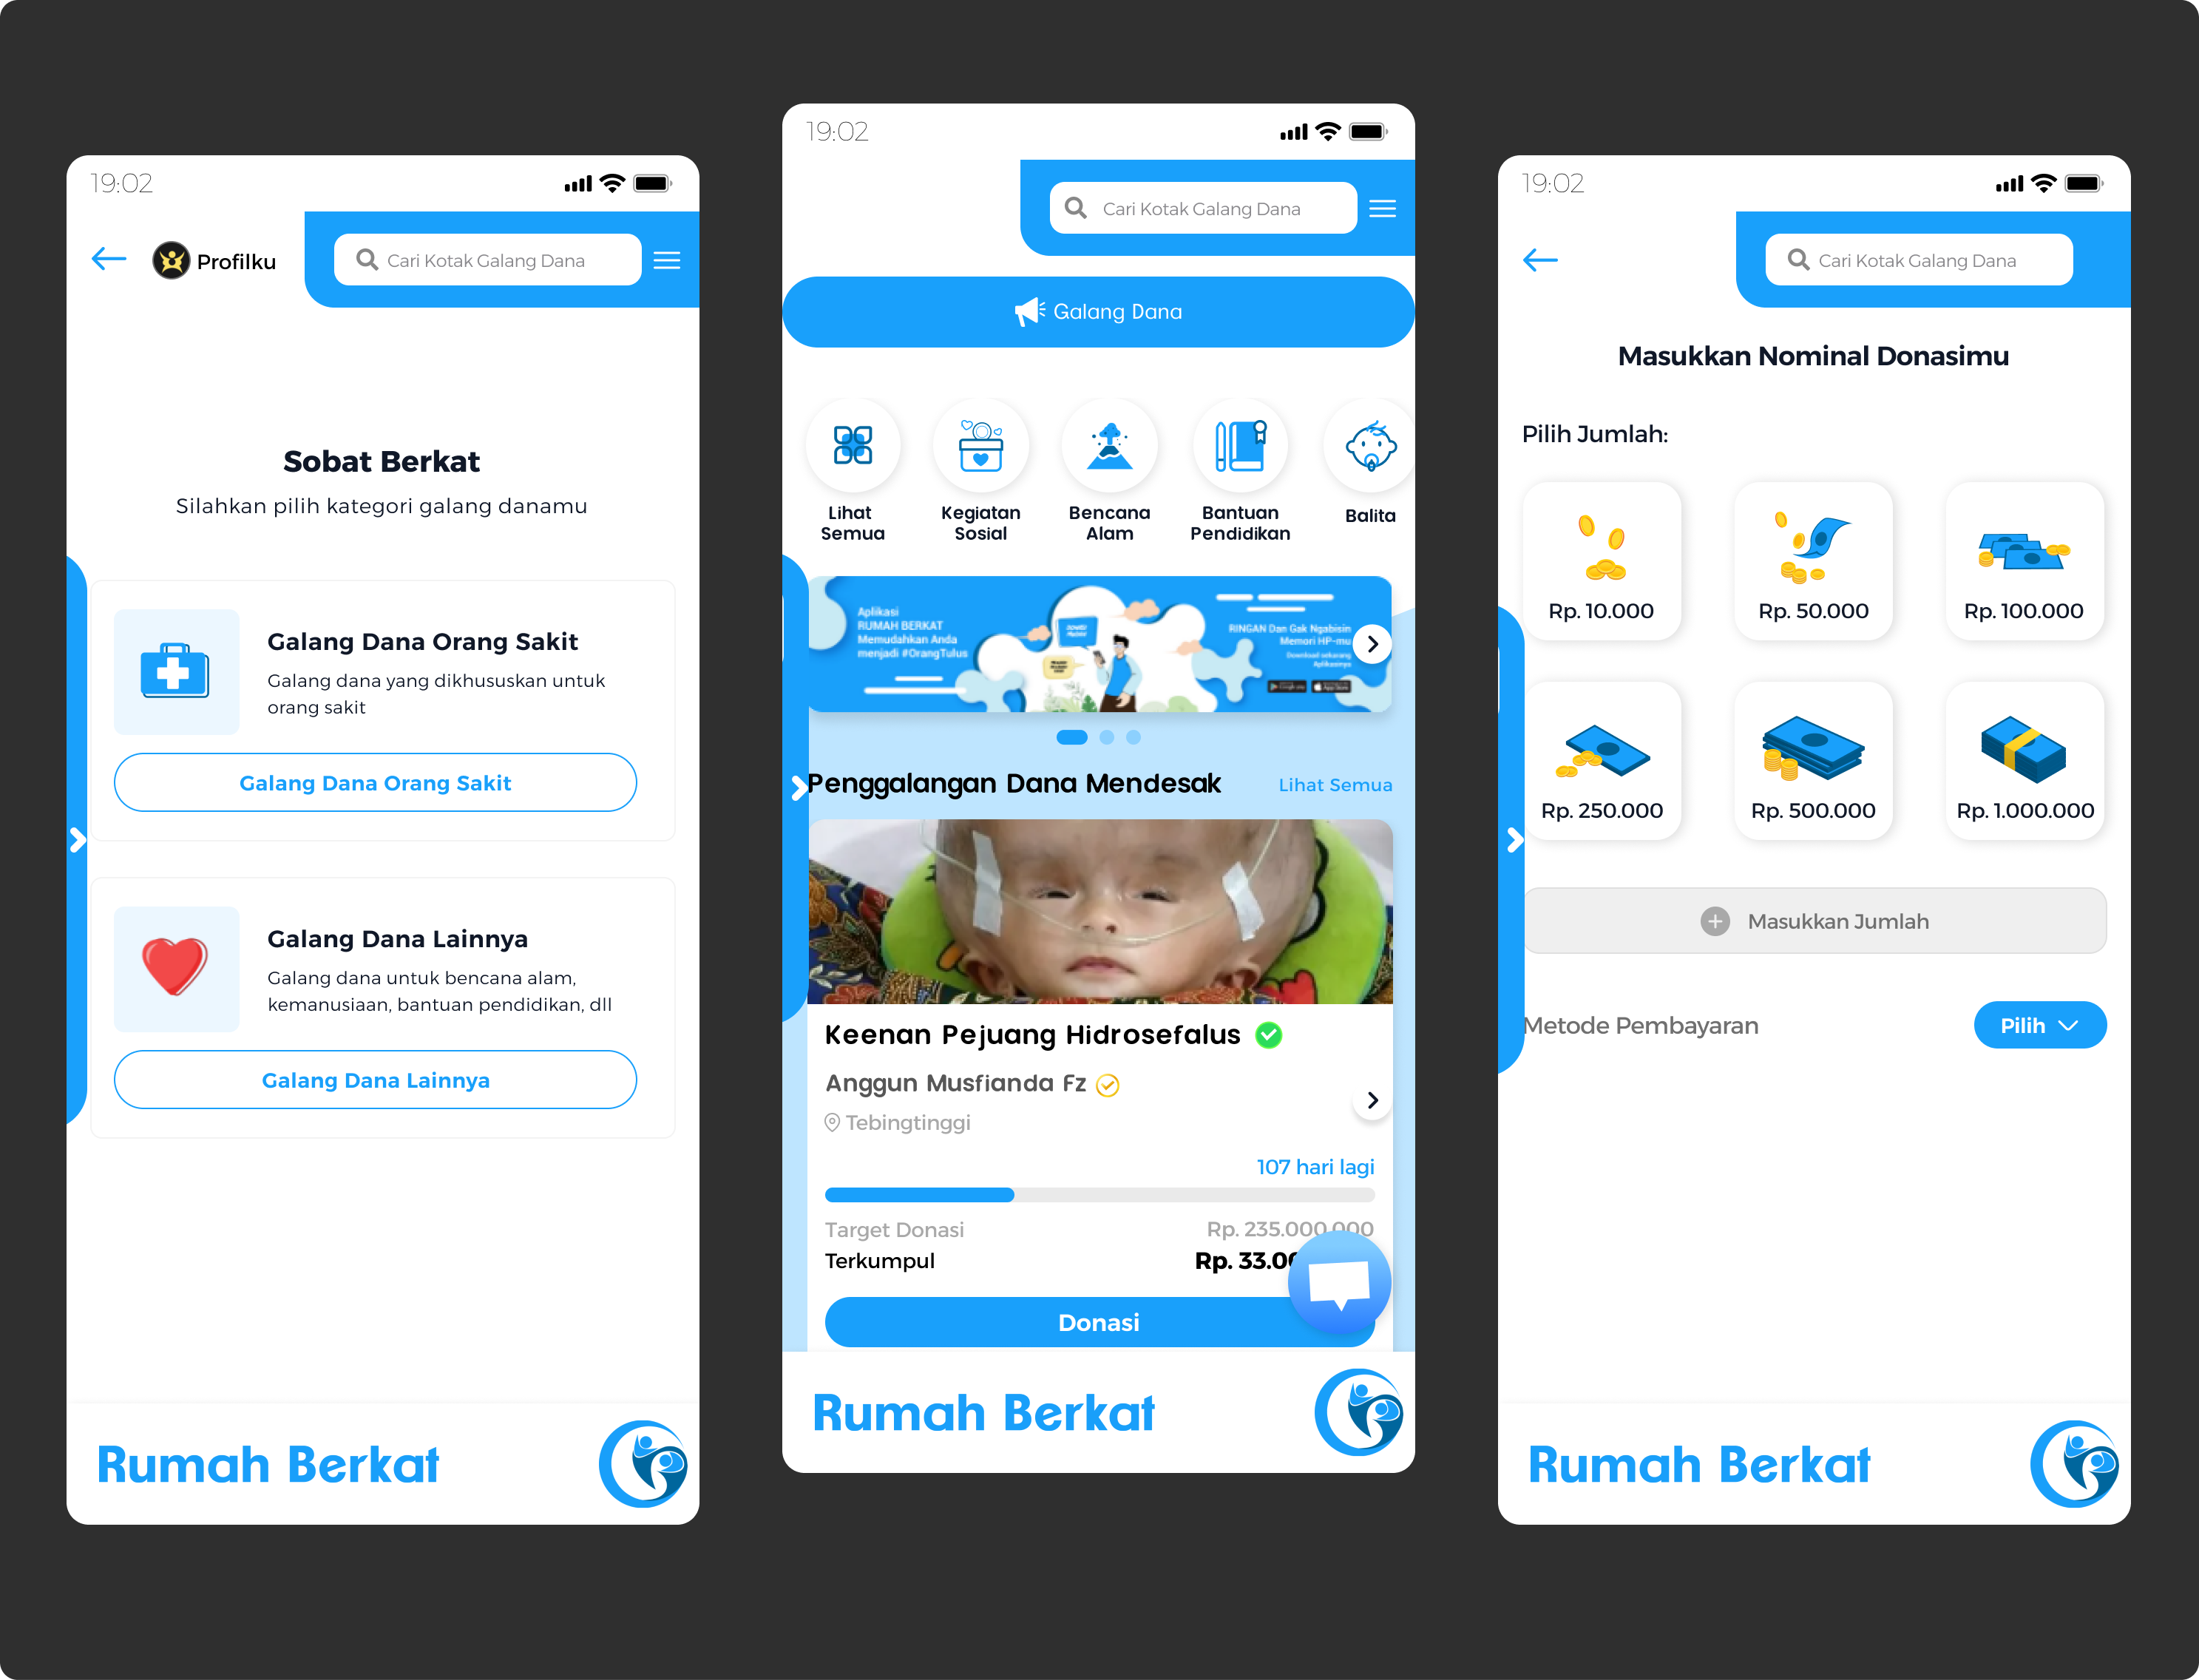 19:02
Profilku
Cari Kotak Galang Dana
Sobat Berkat
Silahkan pilih kategori galang danamu
Galang Dana Orang Sakit
Galang dana yang dikhususkan untuk
orang sakit
Galang Dana Orang Sakit
Galang Dana Lainnya
Galang dana untuk bencana alam,
kemanusiaan, bantuan pendidikan, dll
Galang Dana Lainnya
Rumah Berkat
19:02
Cari Kotak Galang Dana
Galang Dana
Lihat
Semua
Kegiatan
Sosial
Bencana
Alam
Bantuan
Pendidikan
Balita
Aplikasi
RUMAH BERKAT
Memudahkan Anda
menjadi #OrangTulus
RINGAN Dan Gak Ngabisin
Memori HP-mu
Download sekarang
Aplikasinya
Google play
App Store
Penggalangan Dana Mendesak
Lihat Semua
Keenan Pejuang Hidrosefalus
Anggun Musfianda Fz
Tebingtinggi
107 hari lagi
Target Donasi
Rp. 235.000.000
Terkumpul
Rp. 33.0
Donasi
Rumah Berkat
19:02
Cari Kotak Galang Dana
Masukkan Nominal Donasimu
Pilih Jumlah:
Rp. 10.000
Rp. 50.000
Rp. 100.000
Rp. 250.000
Rp. 500.000
Rp. 1.000.000
Masukkan Jumlah
Metode Pembayaran
Pilih
Rumah Berkat